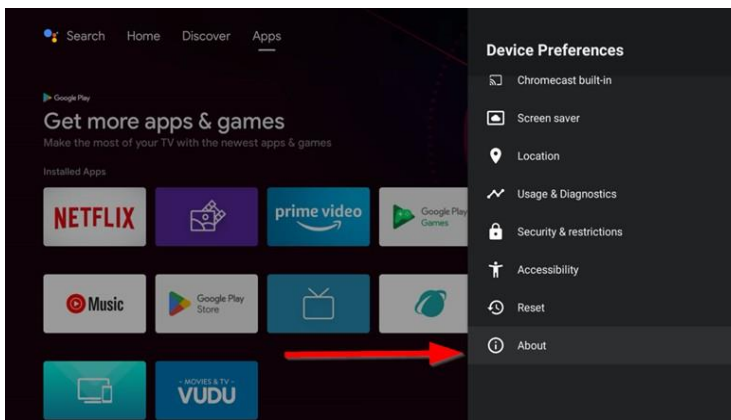 Search Home Discover Apps
Google Play
Get more apps & games
Make the most of your TV with the newest apps & games
Installed Apps
NETFLIX
prime video
Google Play
Games
Music
Google Play
Store
- MOVIES & TV -
VUDU
Device Preferences
Chromecast built-in
Screen saver
Location
Usage & Diagnostics
Security & restrictions
Accessibility
Reset
About